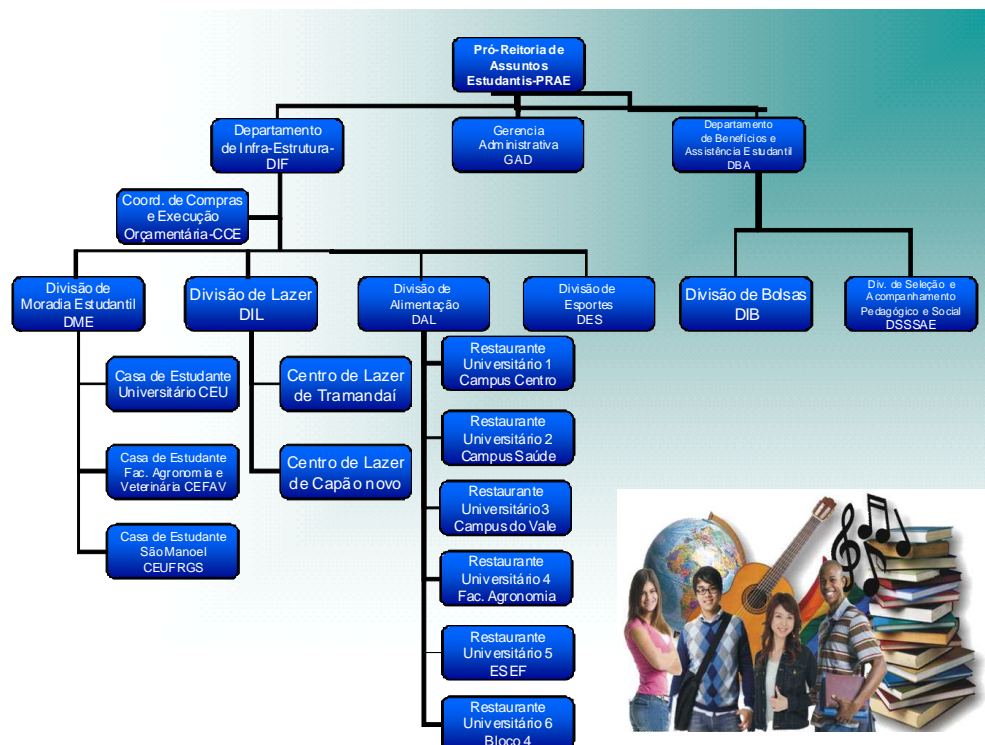 Pró-Reitoria de
Assuntos
Estudantis-PRAE
Departamento
de Infra-Estrutura-
DIF
Gerencia
Administrativa
GAD
Departamento
de Benefícios e
Assistência Estudantil
DBA
Coord. de Compras
e Execução
Orçamentária-CCE
Divisão de
Moradia Estudantil
DME
Divisão de Lazer
DIL
Divisão de
Alimentação
DAL
Divisão de
Esportes
DES
Divisão de Bolsas
DIB
Div. de Seleção e
Acompanhamento
Pedagógico e Social
DSSSAE
Casa de Estudante
Universitário CEU
Casa de Estudante
Fac. Agronomia e
Veterinária CEFAV
Casa de Estudante
São Manoel
CEUFRGS
Centro de Lazer
de Tramandaí
Centro de Lazer
de Capão novo
Restaurante
Universitário 1
Campus Centro
Restaurante
Universitário 2
Campus Saúde
Restaurante
Universitário 3
Campus do Vale
Restaurante
Universitário 4
Fac. Agronomia
Restaurante
Universitário 5
ESEF
Restaurante
Universitário 6
Bloco 4